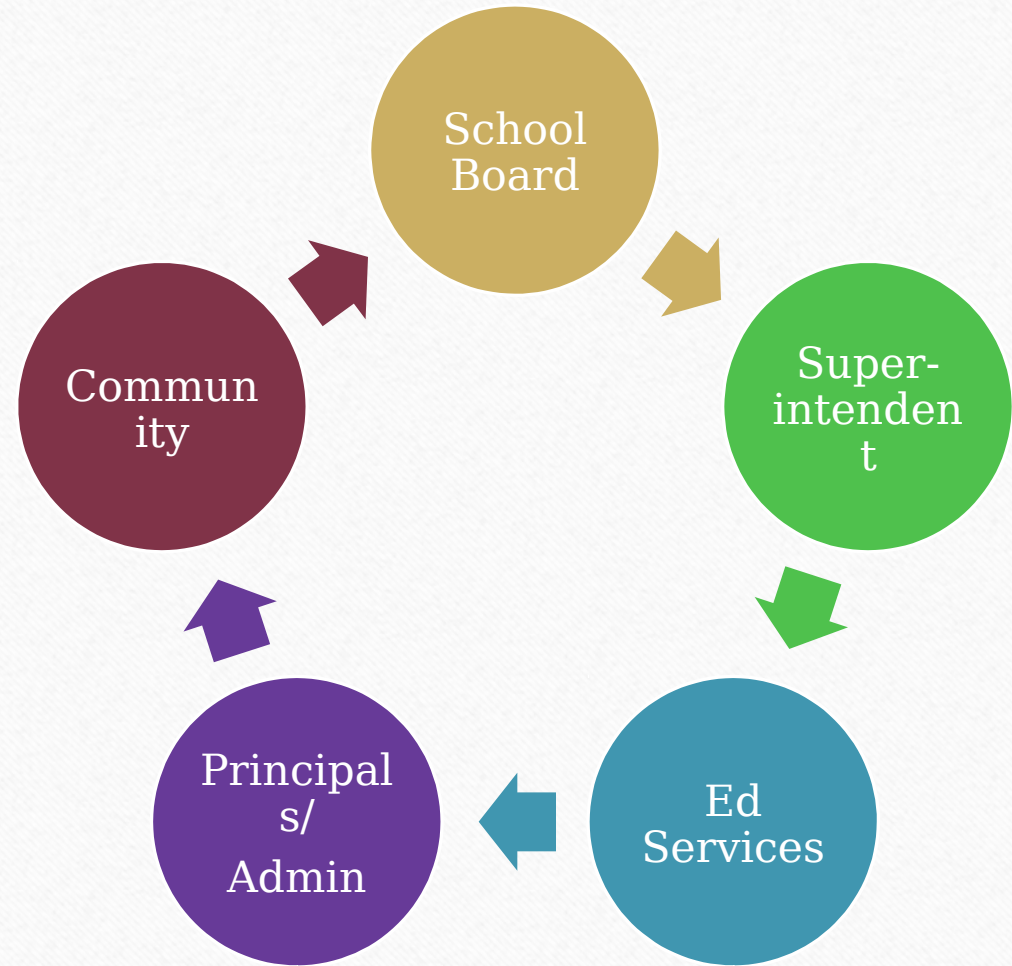 School
Board
Super-
intenden
t
Ed
Services
Principal
s/
Admin
Commun
ity